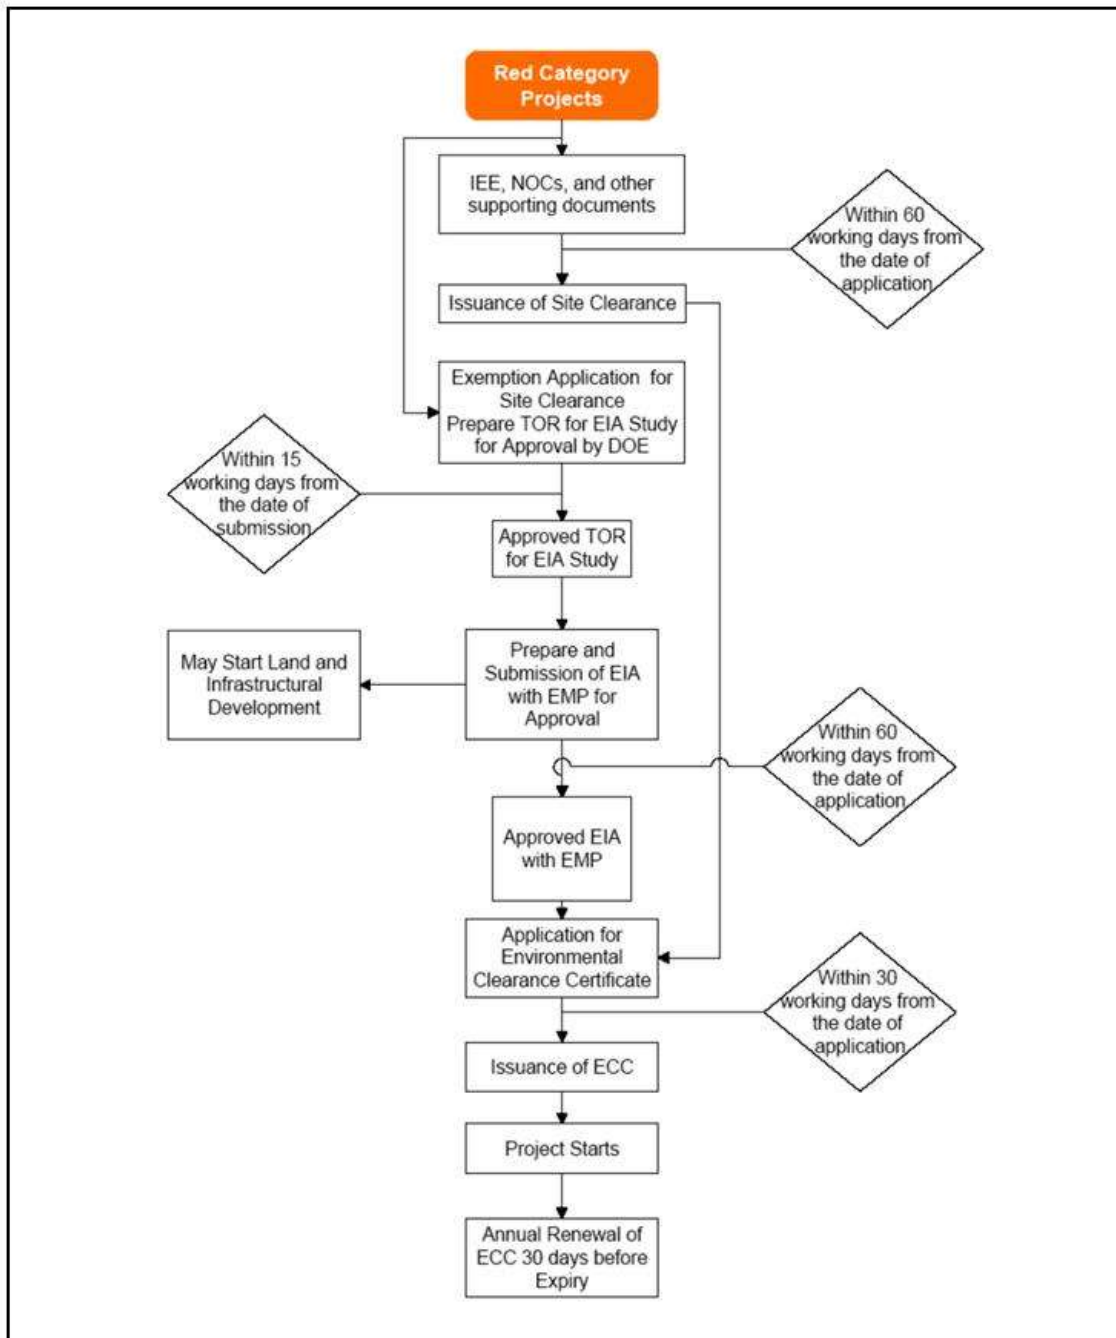 Red Category
Projects
IEE, NOCs, and other
supporting documents
Within 60
working days from
the date of
application
Issuance of Site Clearance
Exemption Application for
Site Clearance
Prepare TOR for EIA Study
for Approval by DOE
Within 15
working days from
the date of
submission
Approved TOR
for EIA Study
May Start Land and
Infrastructural
Development
Prepare and
Submission of EIA
with EMP for
Approval
Within 60
working days from
the date of
application
Approved EIA
with EMP
Application for
Environmental
Clearance Certificate
Within 30
working days from
the date of
application
Issuance of ECC
Project Starts
Annual Renewal of
ECC 30 days before
Expiry